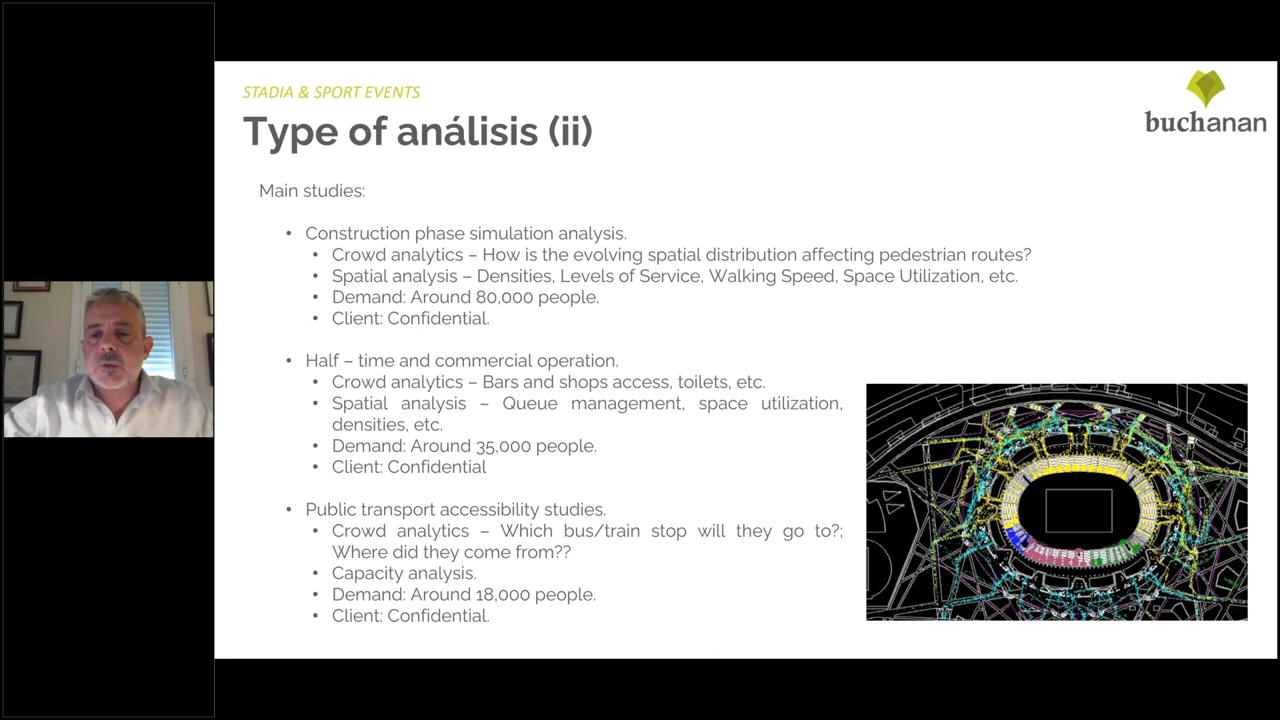 STADIA & SPORT EVENTS
Type of análisis (ii)
buchanan
Main studies:
• Construction phase simulation analysis.
• Crowd analytics – How is the evolving spatial distribution affecting pedestrian routes?
• Spatial analysis – Densities, Levels of Service, Walking Speed, Space Utilization, etc.
• Demand: Around 80,000 people.
• Client: Confidential.
• Half – time and commercial operation.
• Crowd analytics – Bars and shops access, toilets, etc.
• Spatial analysis – Queue management, space utilization,
densities, etc.
• Demand: Around 35,000 people.
• Client: Confidential
• Public transport accessibility studies.
• Crowd analytics – Which bus/train stop will they go to?;
Where did they come from??
• Capacity analysis.
• Demand: Around 18,000 people.
• Client: Confidential.